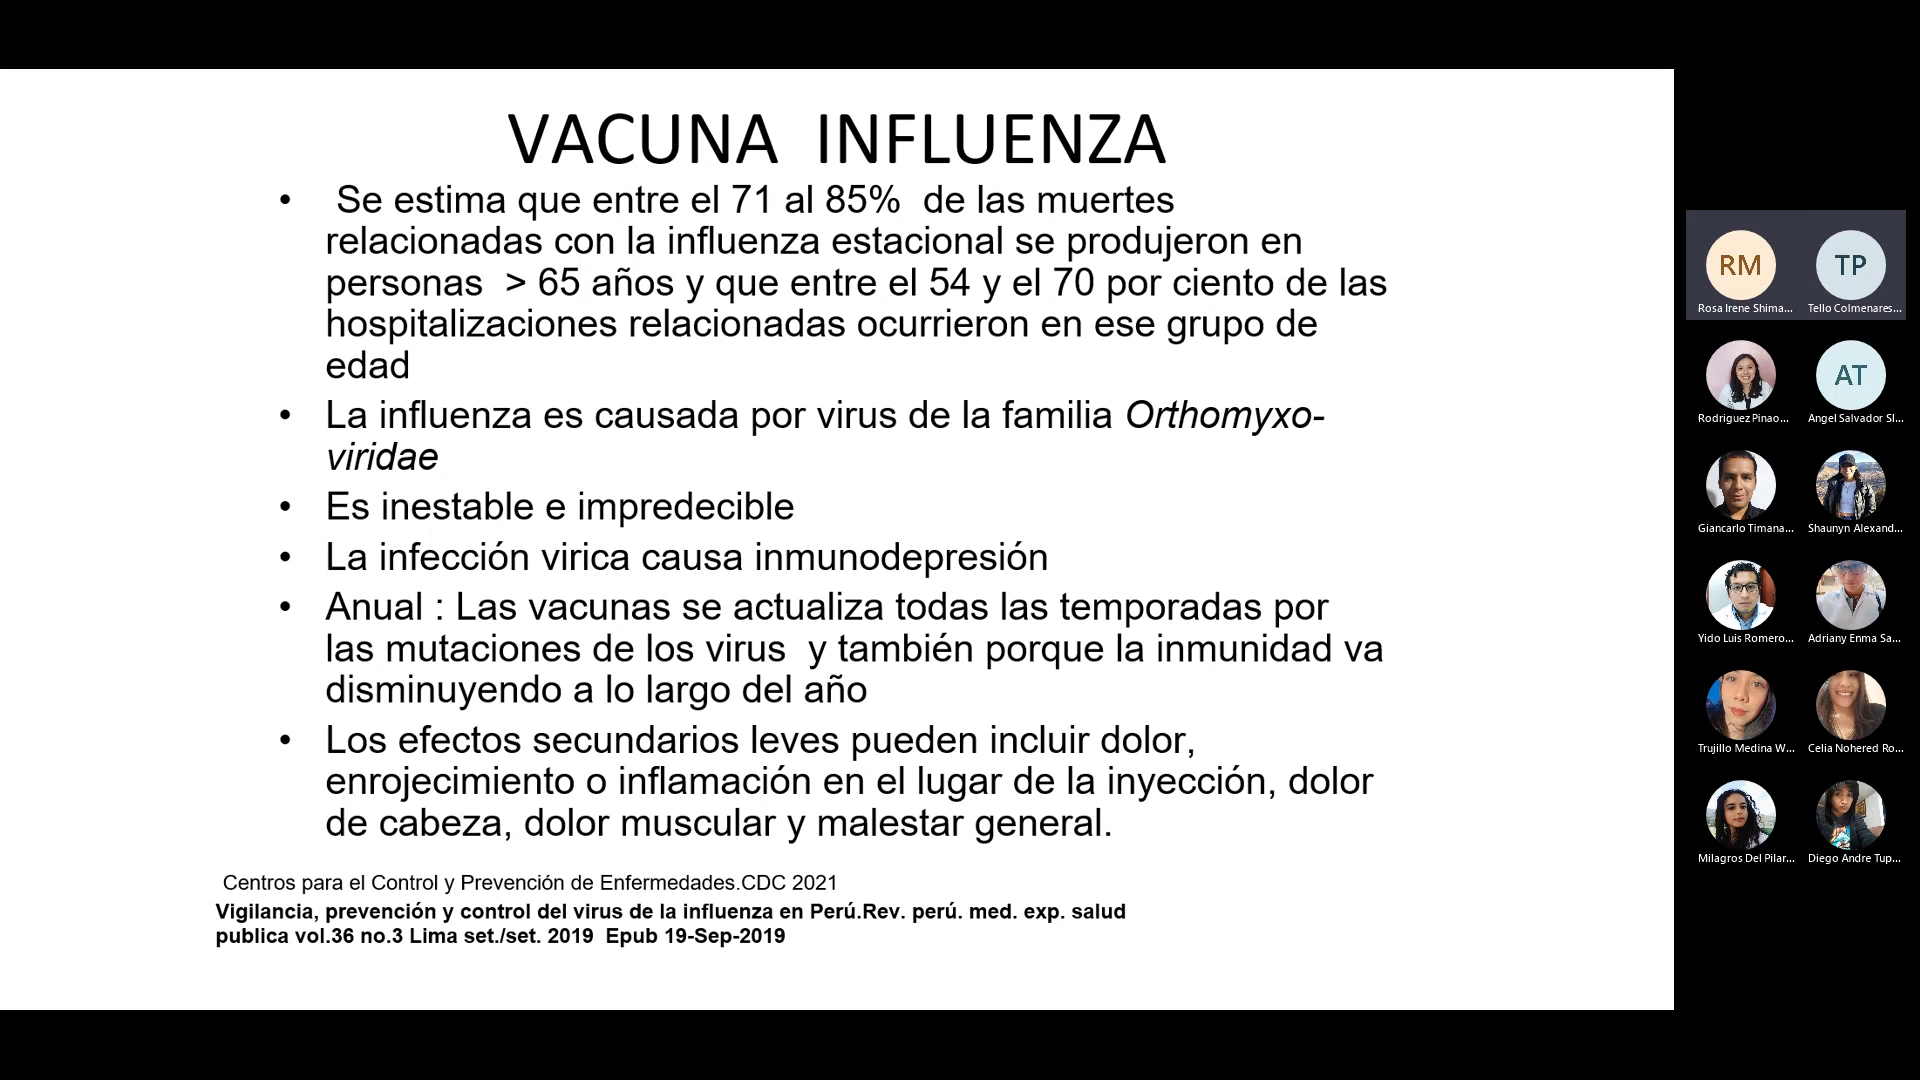 VACUNA INFLUENZA
• Se estima que entre el 71 al 85% de las muertes
relacionadas con la influenza estacional se produjeron en
personas > 65 años y que entre el 54 y el 70 por ciento de las
hospitalizaciones relacionadas ocurrieron en ese grupo de
edad
• La influenza es causada por virus de la familia Orthomyxo-
viridae
• Es inestable e impredecible
• La infección virica causa inmunodepresión
• Anual : Las vacunas se actualiza todas las temporadas por
las mutaciones de los virus y también porque la inmunidad va
disminuyendo a lo largo del año
• Los efectos secundarios leves pueden incluir dolor,
enrojecimiento o inflamación en el lugar de la inyección, dolor
de cabeza, dolor muscular y malestar general.
Centros para el Control y Prevención de Enfermedades.CDC 2021
Vigilancia, prevención y control del virus de la influenza en Perú.Rev. perú. med. exp. salud
publica vol.36 no.3 Lima set./set. 2019 Epub 19-Sep-2019
RM
TP
Rosa Irene Shima...
Tello Colmenares...
AT
Rodriguez Pinao...
Angel Salvador Sl...
Giancarlo Timana...
Shaunyn Alexand...
Yido Luis Romero...
Adriany Enma Sa...
Trujillo Medina W...
Celia Nohered Ro...
Milagros Del Pilar...
Diego Andre Tup...